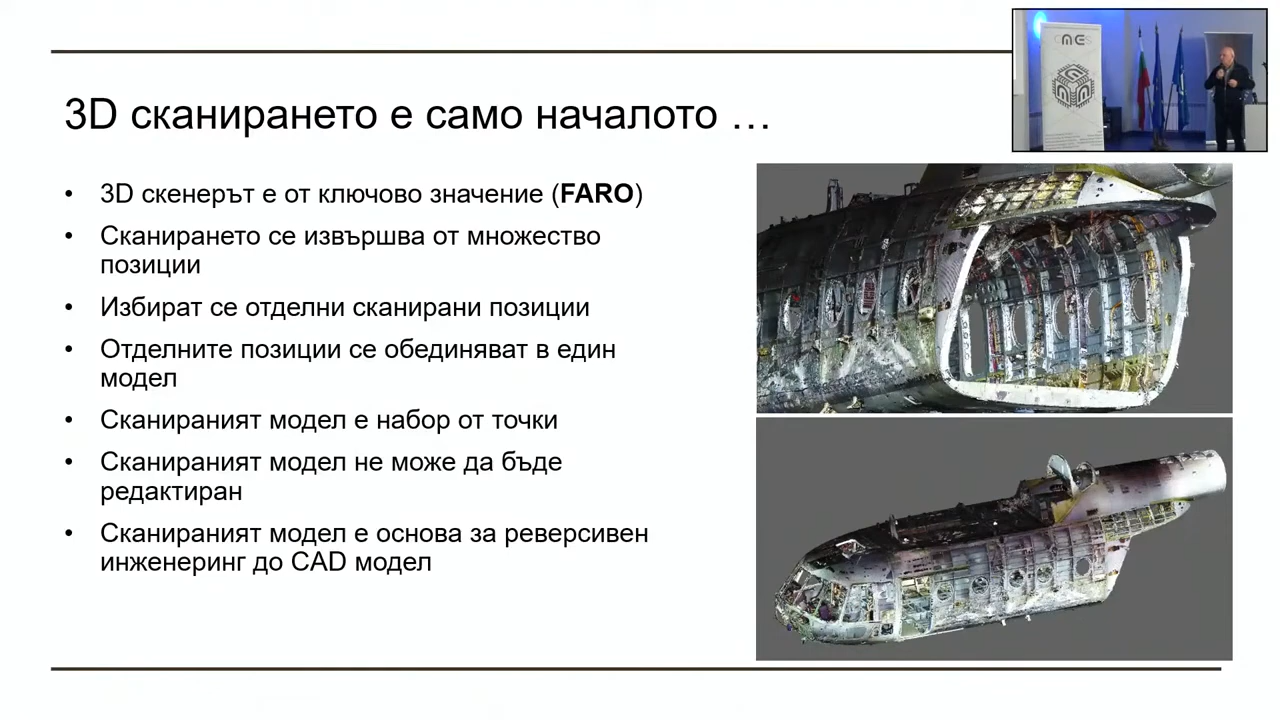 3D сканирането е само началото …
• 3D скенерът е от ключово значение (FARO)
• Сканирането се извършва от множество
позиции
• Избират се отделни сканирани позиции
• Отделните позиции се обединяват в един
модел
• Сканираният модел е набор от точки
• Сканираният модел не може да бъде
редактиран
• Сканираният модел е основа за реверсивен
инженеринг до CAD модел